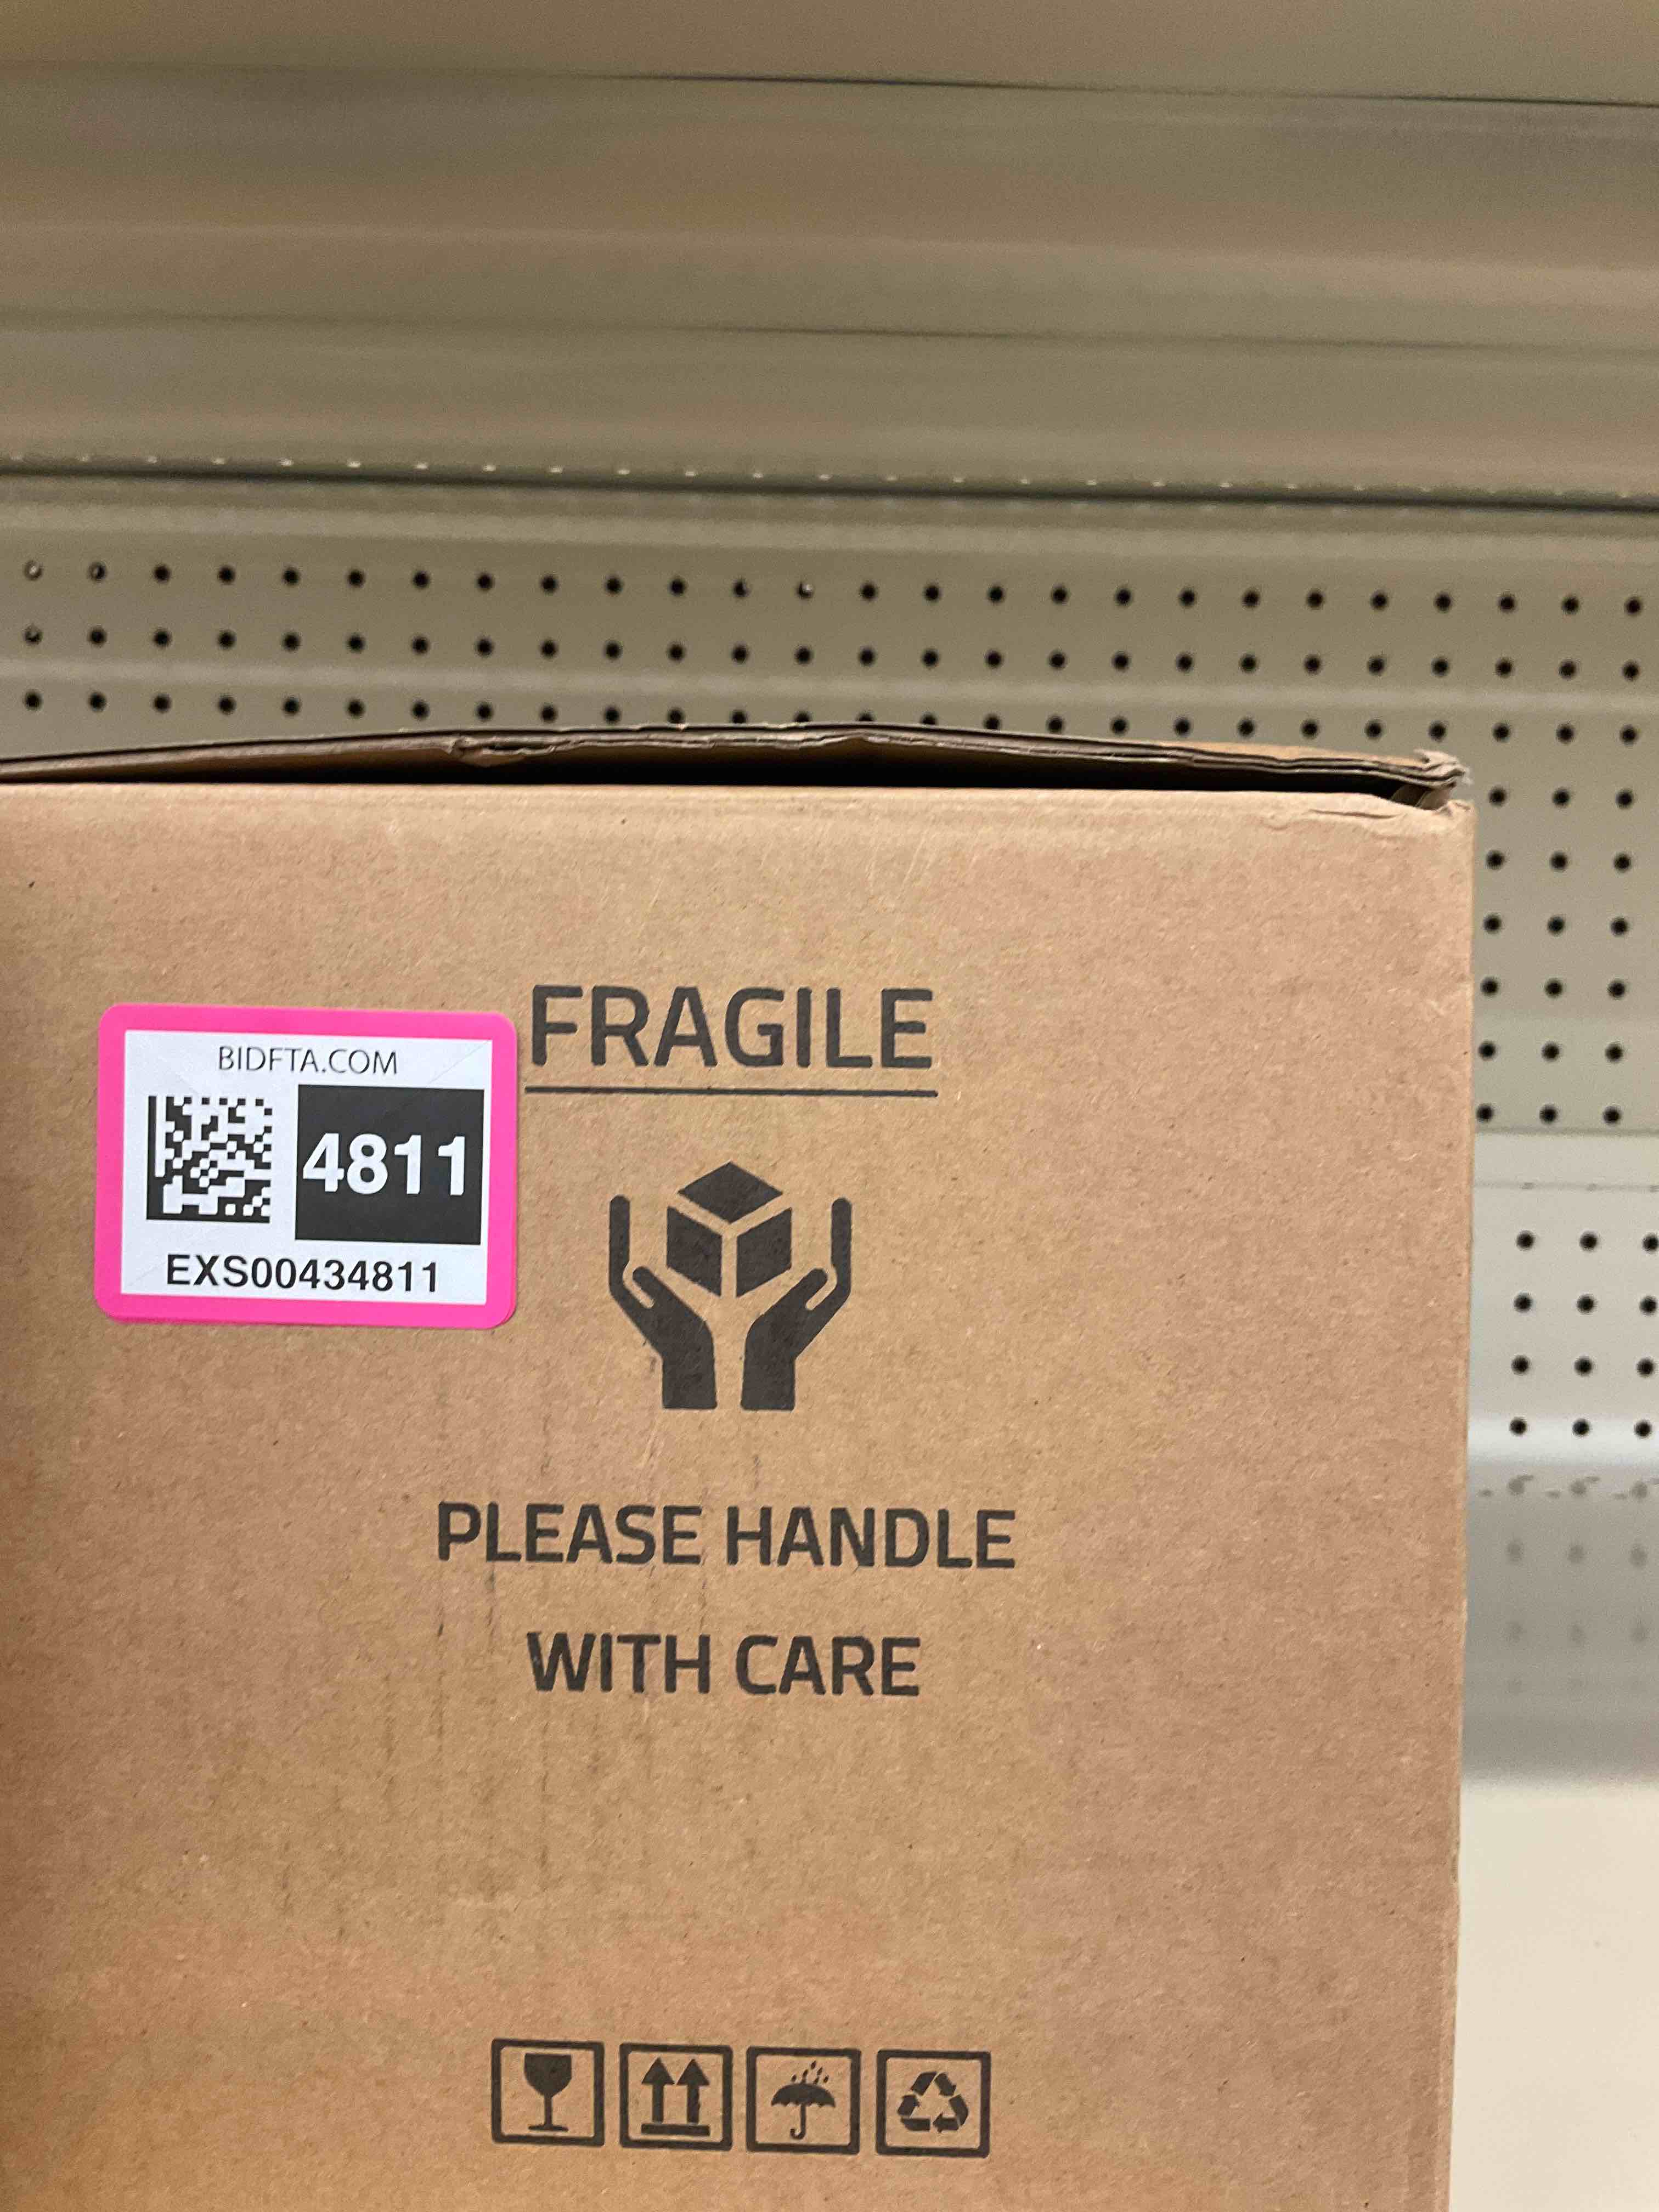 BIDFTA.COM
4811
EXS00434811
FRAGILE
PLEASE HANDLE
WITH CARE